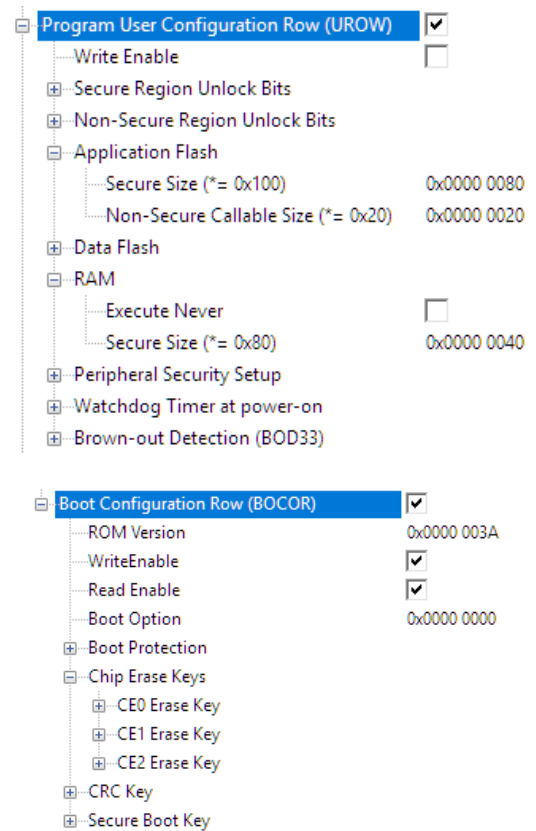 Program User Configuration Row (UROW)
Write Enable
Secure Region Unlock Bits
Non-Secure Region Unlock Bits
Application Flash
Secure Size (*= 0x100) 0x0000 0080
Non-Secure Callable Size (*= 0x20) 0x0000 0020
Data Flash
RAM
Execute Never
Secure Size (*= 0x80) 0x0000 0040
Peripheral Security Setup
Watchdog Timer at power-on
Brown-out Detection (BOD33)
Boot Configuration Row (BOCOR)
ROM Version 0x0000 003A
WriteEnable
Read Enable
Boot Option 0x0000 0000
Boot Protection
Chip Erase Keys
CE0 Erase Key
CE1 Erase Key
CE2 Erase Key
CRC Key
Secure Boot Key